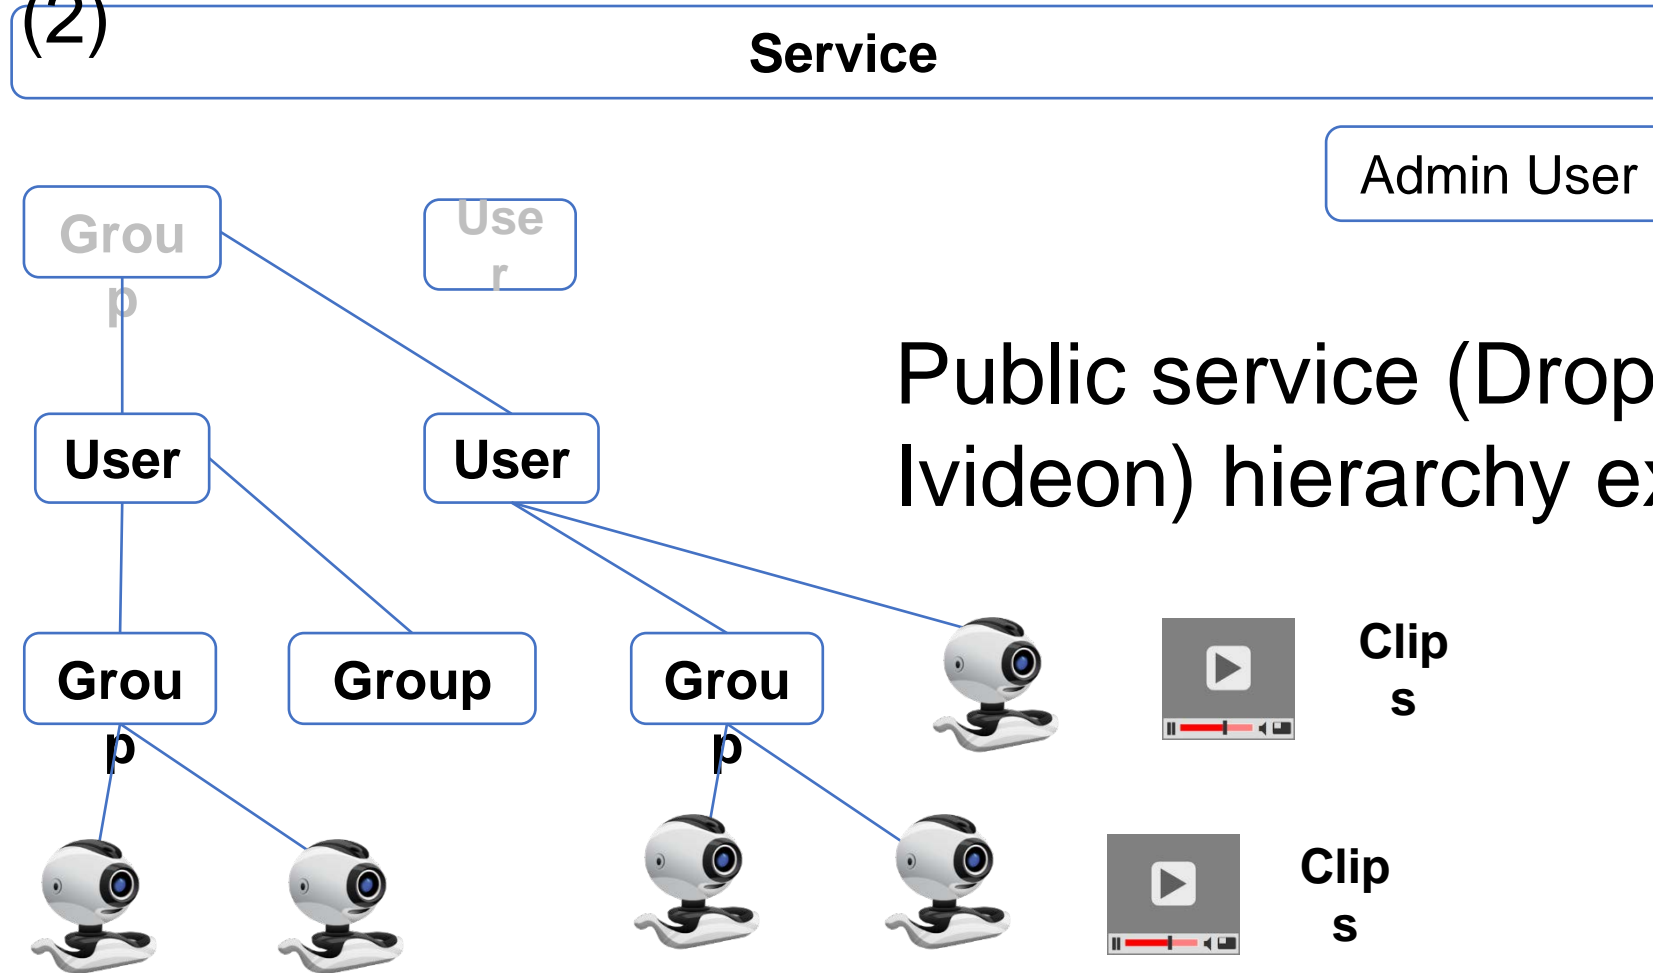 (2)
Service
Admin User
Grou
p
Use
r
Public service (Drop
Ivideon) hierarchy ex
User
User
Grou
p
Group
Grou
p
Clip
s
Clip
s